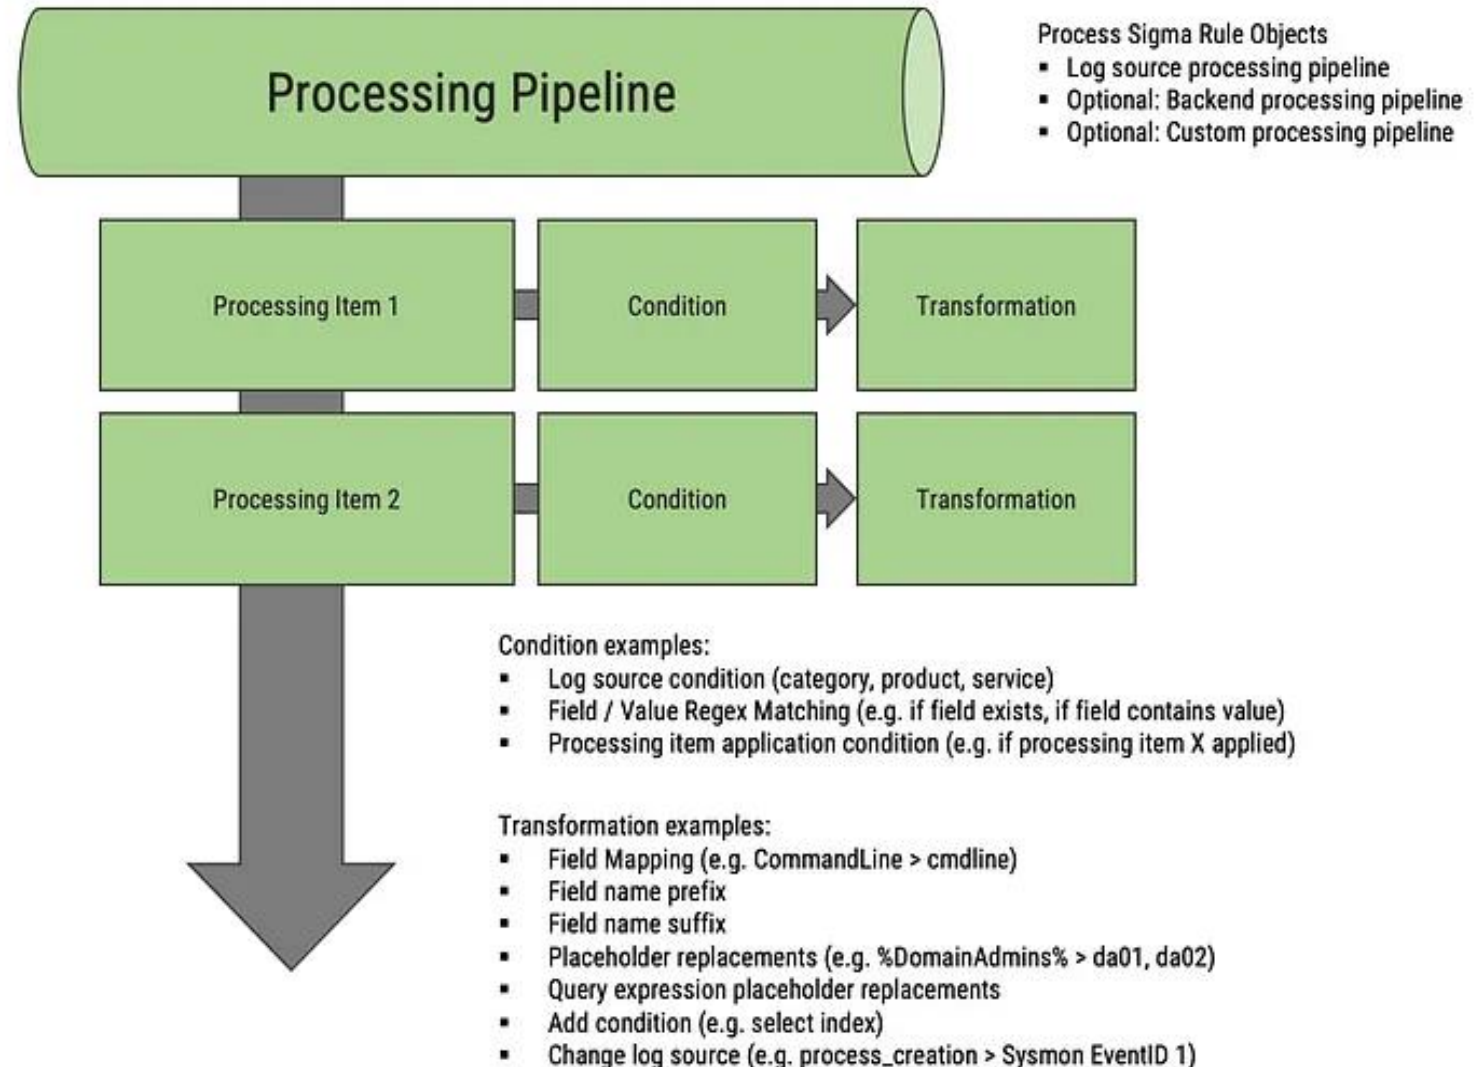 Processing Pipeline
Process Sigma Rule Objects
▪ Log source processing pipeline
▪ Optional: Backend processing pipeline
▪ Optional: Custom processing pipeline
Processing Item 1
Condition
Transformation
Processing Item 2
Condition
Transformation
Condition examples:
▪ Log source condition (category, product, service)
▪ Field / Value Regex Matching (e.g. if field exists, if field contains value)
▪ Processing item application condition (e.g. if processing item X applied)
Transformation examples:
▪ Field Mapping (e.g. CommandLine > cmdline)
▪ Field name prefix
▪ Field name suffix
▪ Placeholder replacements (e.g. %DomainAdmins% > da01, da02)
▪ Query expression placeholder replacements
▪ Add condition (e.g. select index)
▪ Change log source (e.g. process_creation > Sysmon EventID 1)